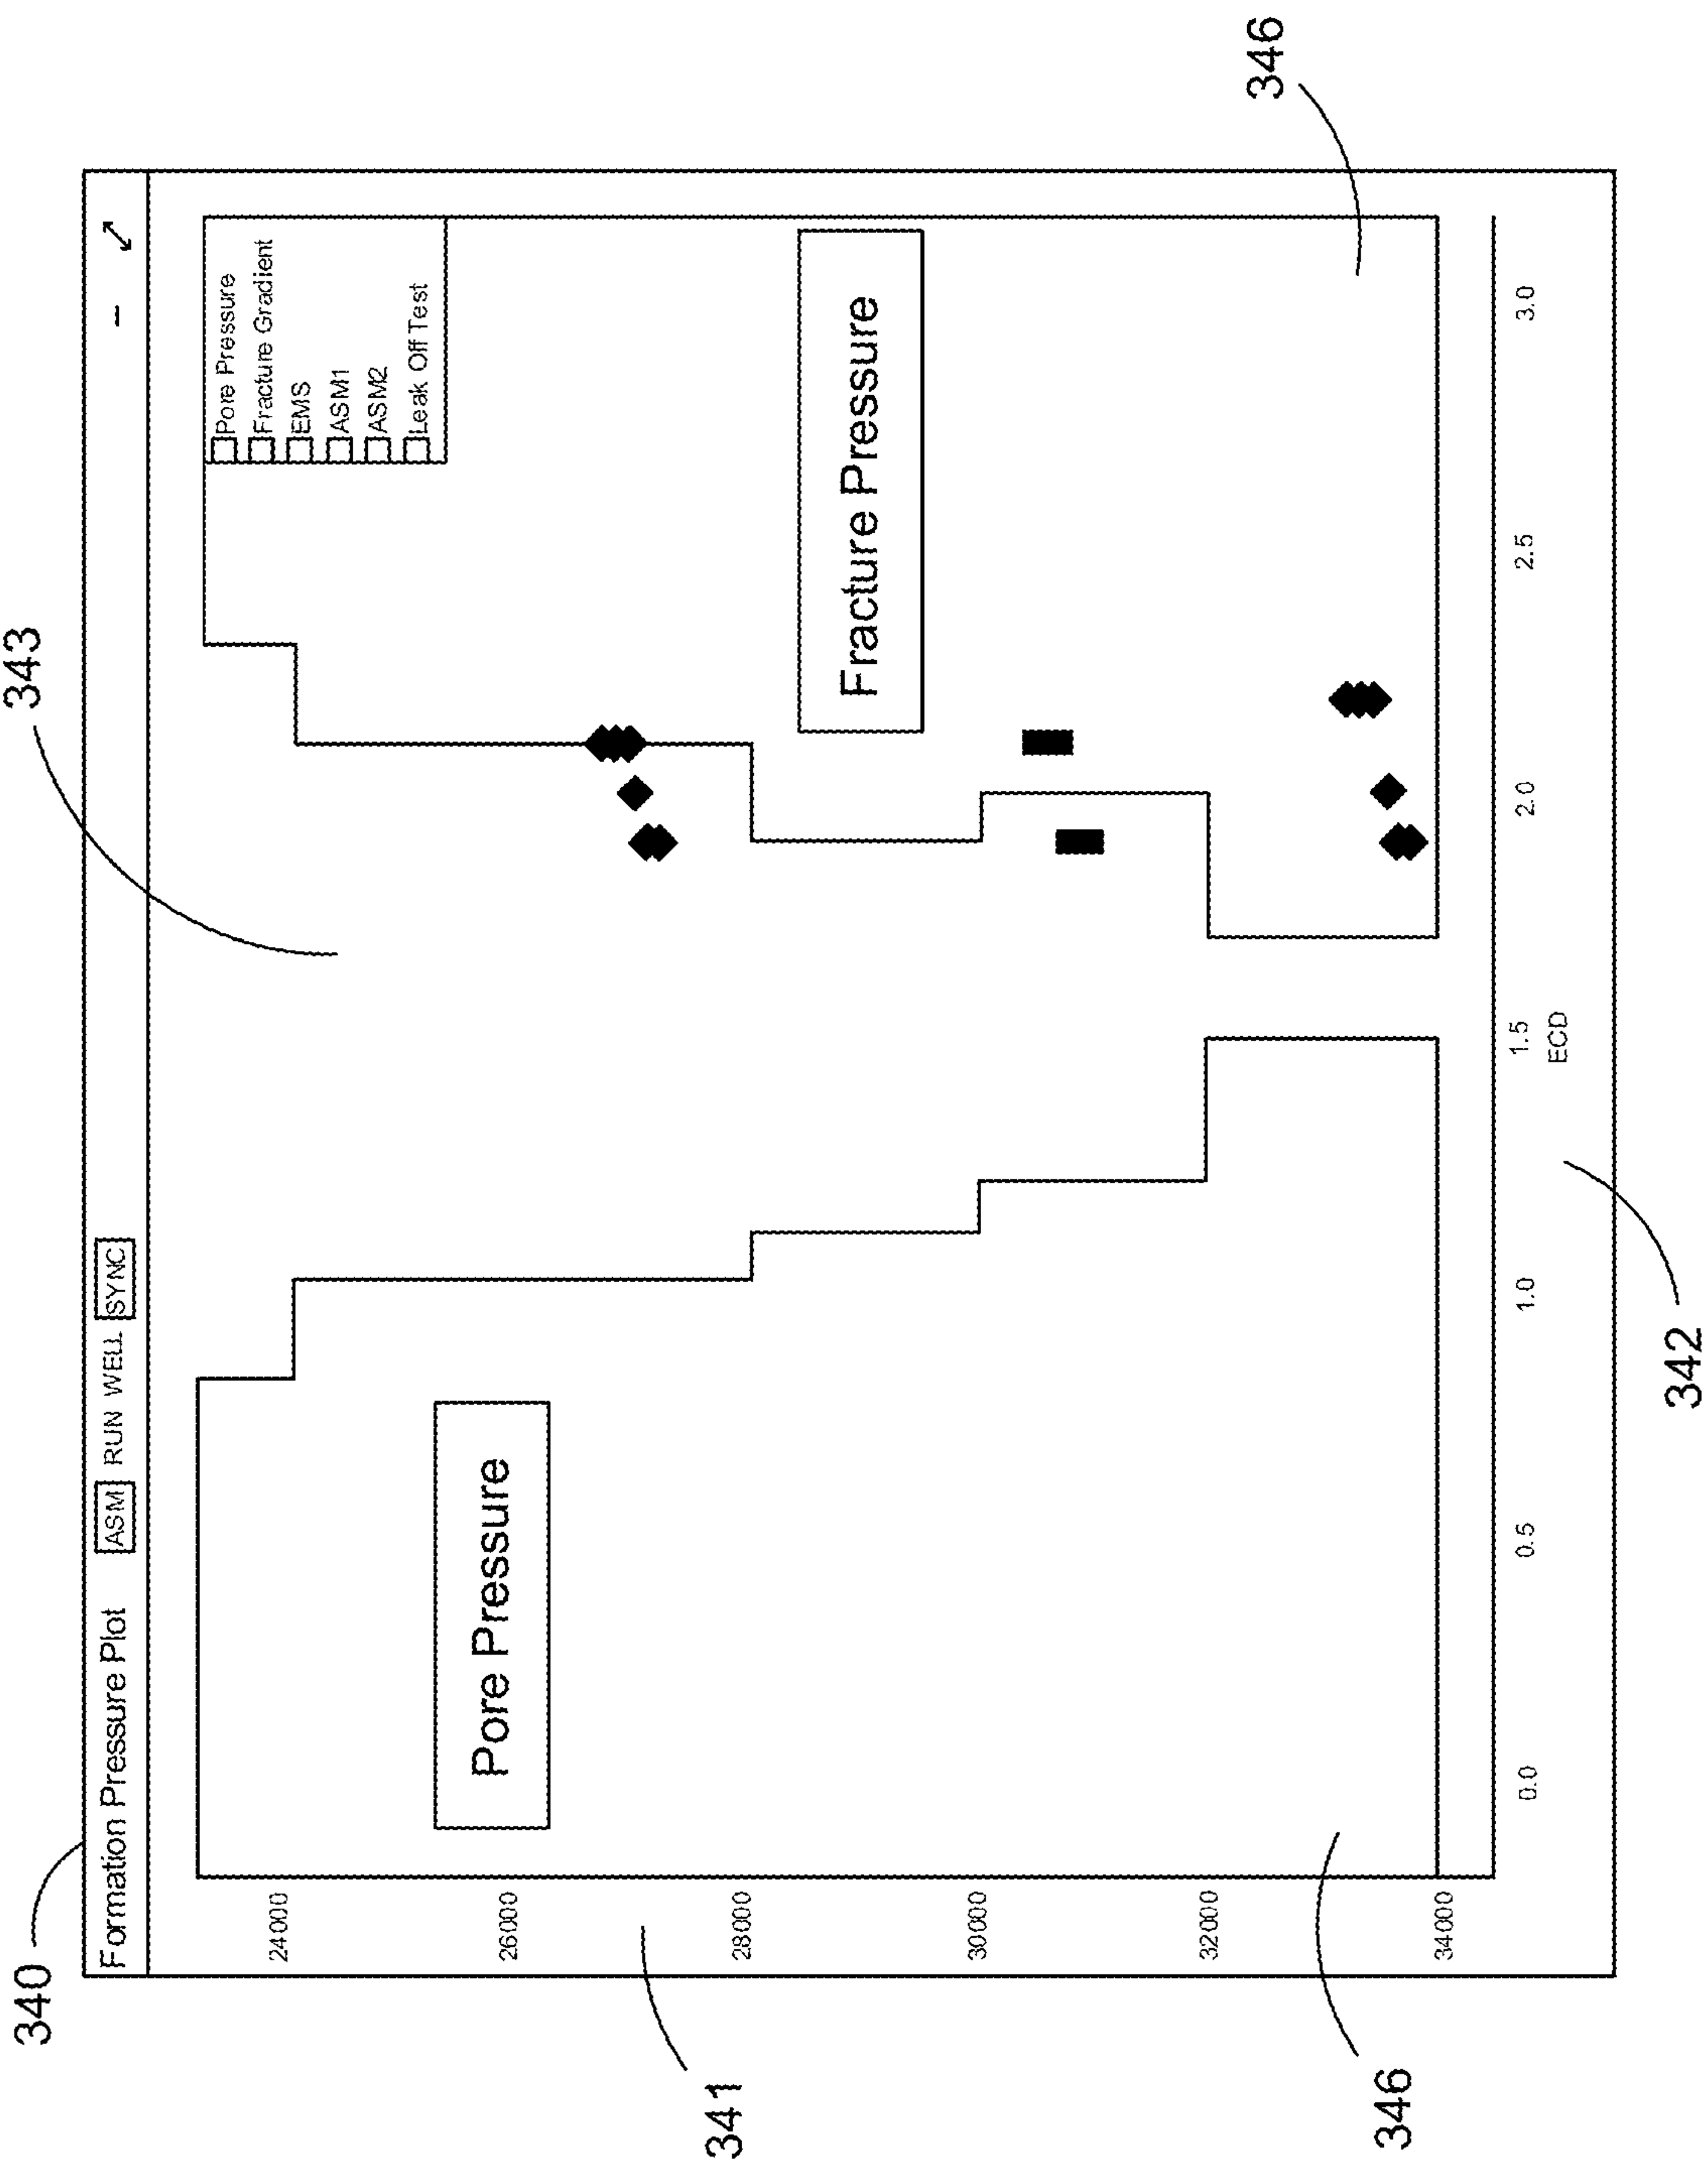 340
Formation Pressure Plot
ASM
RUN WELL
SYNC
343
Pore Pressure
Fracture Gradient
EMS
ASM1
ASM2
Leak Off Test
24000
26000
28000
30000
32000
34000
Pore Pressure
Fracture Pressure
341
346
346
0.0
0.5
1.0
1.5
2.0
2.5
3.0
ECD
342